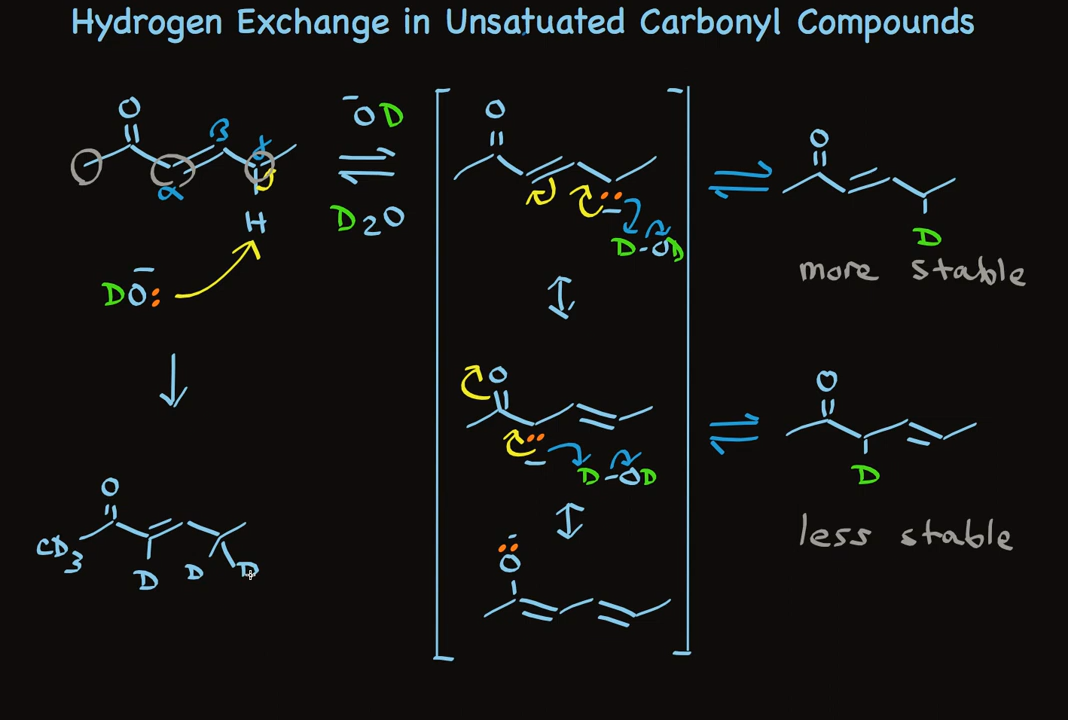 Hydrogen Exchange in Unsatuated Carbonyl Compounds
O
β
γ
α
H
DO:
⁻OD
D2O
O
D-OD
O
D
more stable
O
D-OD
O
D
less stable
O
CD3
D
D
D
O